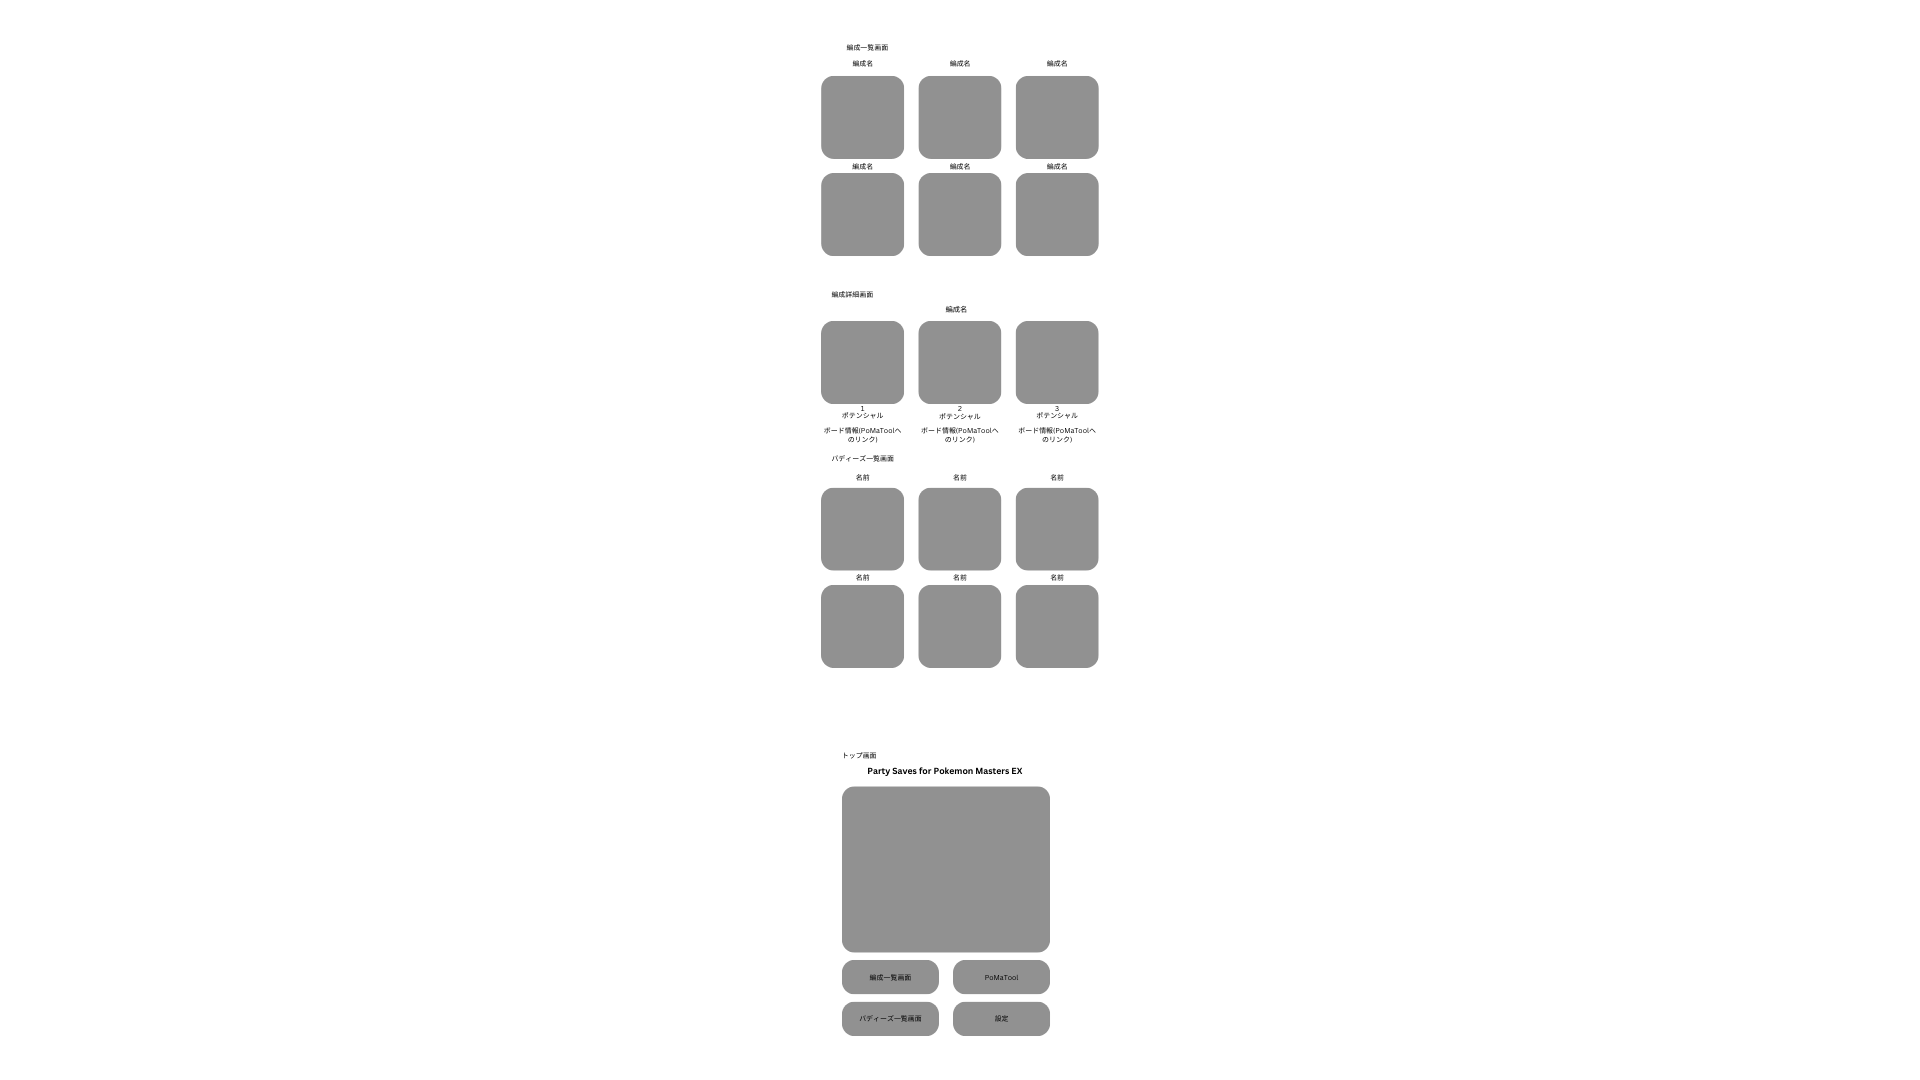 編成一覧画面
編成名
編成名
編成名
編成名
編成名
編成名
編成詳細画面
編成名
1
ポテンシャル
ボード情報(PoMaToolへ
のリンク)
2
ポテンシャル
ボード情報(PoMaToolへ
のリンク)
3
ポテンシャル
ボード情報(PoMaToolへ
のリンク)
バディーズ一覧画面
名前
名前
名前
名前
名前
名前
トップ画面
Party Saves for Pokemon Masters EX
編成一覧画面
PoMaTool
バディーズ一覧画面
設定